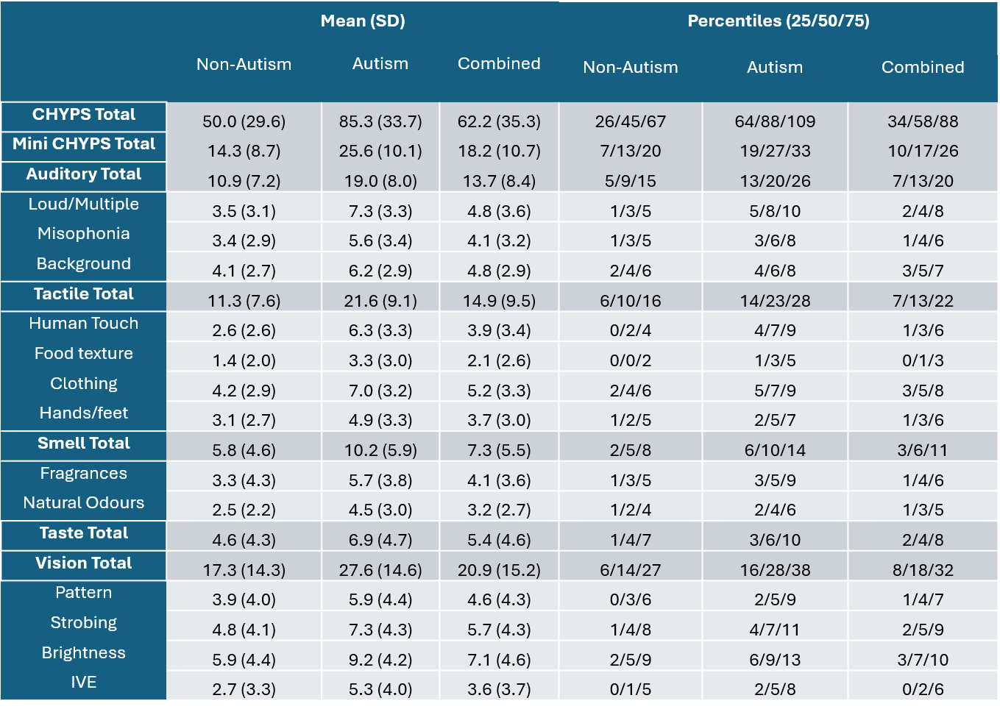 Mean (SD) Percentiles (25/50/75)
Non-Autism Autism Combined Non-Autism Autism Combined
CHYPS Total 50.0 (29.6) 85.3 (33.7) 62.2 (35.3) 26/45/67 64/88/109 34/58/88
Mini CHYPS Total 14.3 (8.7) 25.6 (10.1) 18.2 (10.7) 7/13/20 19/27/33 10/17/26
Auditory Total 10.9 (7.2) 19.0 (8.0) 13.7 (8.4) 5/9/15 13/20/26 7/13/20
Loud/Multiple 3.5 (3.1) 7.3 (3.3) 4.8 (3.6) 1/3/5 5/8/10 2/4/8
Misophonia 3.4 (2.9) 5.6 (3.4) 4.1 (3.2) 1/3/5 3/6/8 1/4/6
Background 4.1 (2.7) 6.2 (2.9) 4.8 (2.9) 2/4/6 4/6/8 3/5/7
Tactile Total 11.3 (7.6) 21.6 (9.1) 14.9 (9.5) 6/10/16 14/23/28 7/13/22
Human Touch 2.6 (2.6) 6.3 (3.3) 3.9 (3.4) 0/2/4 4/7/9 1/3/6
Food texture 1.4 (2.0) 3.3 (3.0) 2.1 (2.6) 0/0/2 1/3/5 0/1/3
Clothing 4.2 (2.9) 7.0 (3.2) 5.2 (3.3) 2/4/6 5/7/9 3/5/8
Hands/feet 3.1 (2.7) 4.9 (3.3) 3.7 (3.0) 1/2/5 2/5/7 1/3/6
Smell Total 5.8 (4.6) 10.2 (5.9) 7.3 (5.5) 2/5/8 6/10/14 3/6/11
Fragrances 3.3 (4.3) 5.7 (3.8) 4.1 (3.6) 1/3/5 3/5/9 1/4/6
Natural Odours 2.5 (2.2) 4.5 (3.0) 3.2 (2.7) 1/2/4 2/4/6 1/3/5
Taste Total 4.6 (4.3) 6.9 (4.7) 5.4 (4.6) 1/4/7 3/6/10 2/4/8
Vision Total 17.3 (14.3) 27.6 (14.6) 20.9 (15.2) 6/14/27 16/28/38 8/18/32
Pattern 3.9 (4.0) 5.9 (4.4) 4.6 (4.3) 0/3/6 2/5/9 1/4/7
Strobing 4.8 (4.1) 7.3 (4.3) 5.7 (4.3) 1/4/8 4/7/11 2/5/9
Brightness 5.9 (4.4) 9.2 (4.2) 7.1 (4.6) 2/5/9 6/9/13 3/7/10
IVE 2.7 (3.3) 5.3 (4.0) 3.6 (3.7) 0/1/5 2/5/8 0/2/6